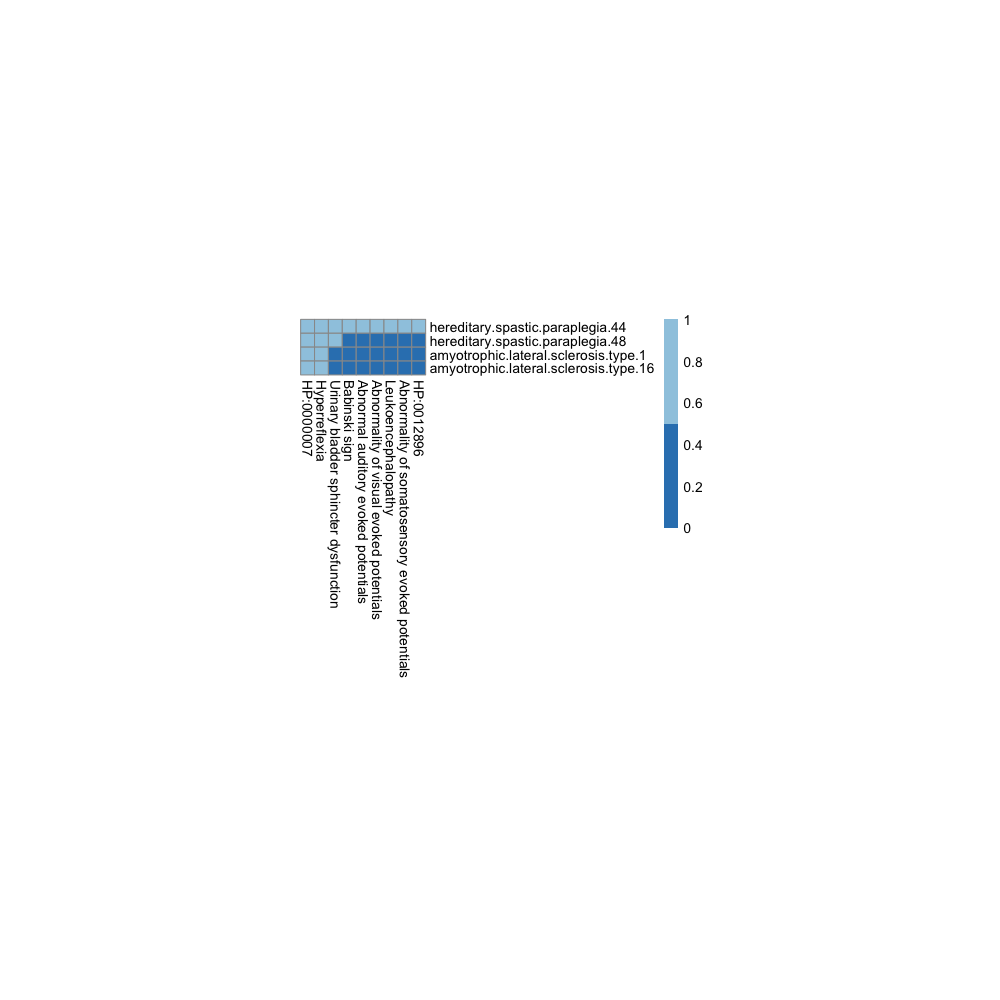 hereditary.spastic.paraplegia.44
hereditary.spastic.paraplegia.48
amyotrophic.lateral.sclerosis.type.1
amyotrophic.lateral.sclerosis.type.16
1
0.8
0.6
0.4
0.2
0
HP:0000007
Hyperreflexia
Urinary bladder sphincter dysfunction
Babinski sign
Abnormal auditory evoked potentials
Abnormality of visual evoked potentials
Leukoencephalopathy
Abnormality of somatosensory evoked potentials
HP:0012896